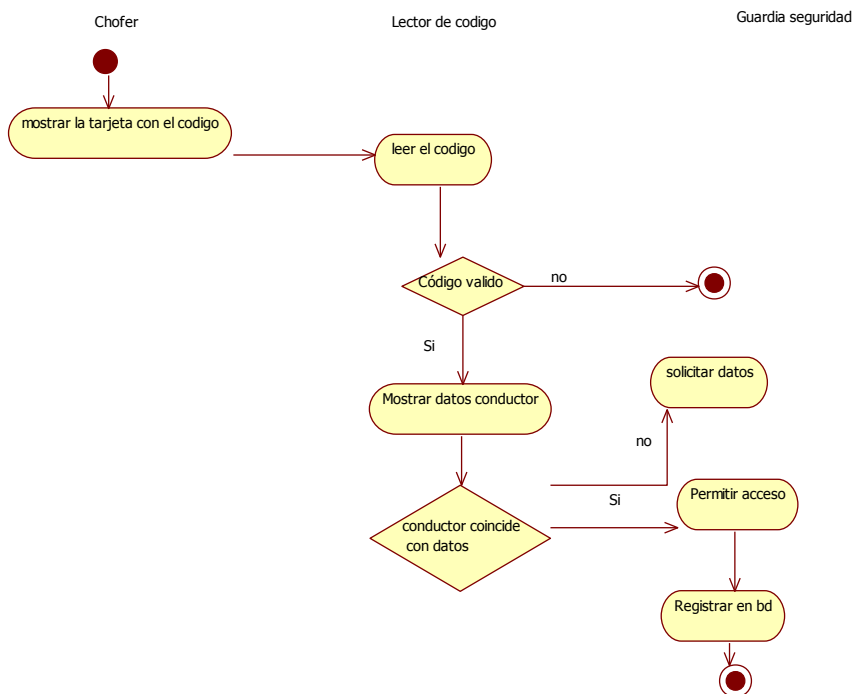 Chofer
Lector de codigo
Guardia seguridad
mostrar la tarjeta con el codigo
leer el codigo
Código valido
no
Si
solicitar datos
Mostrar datos conductor
no
Si
Permitir acceso
conductor coincide
con datos
Registrar en bd